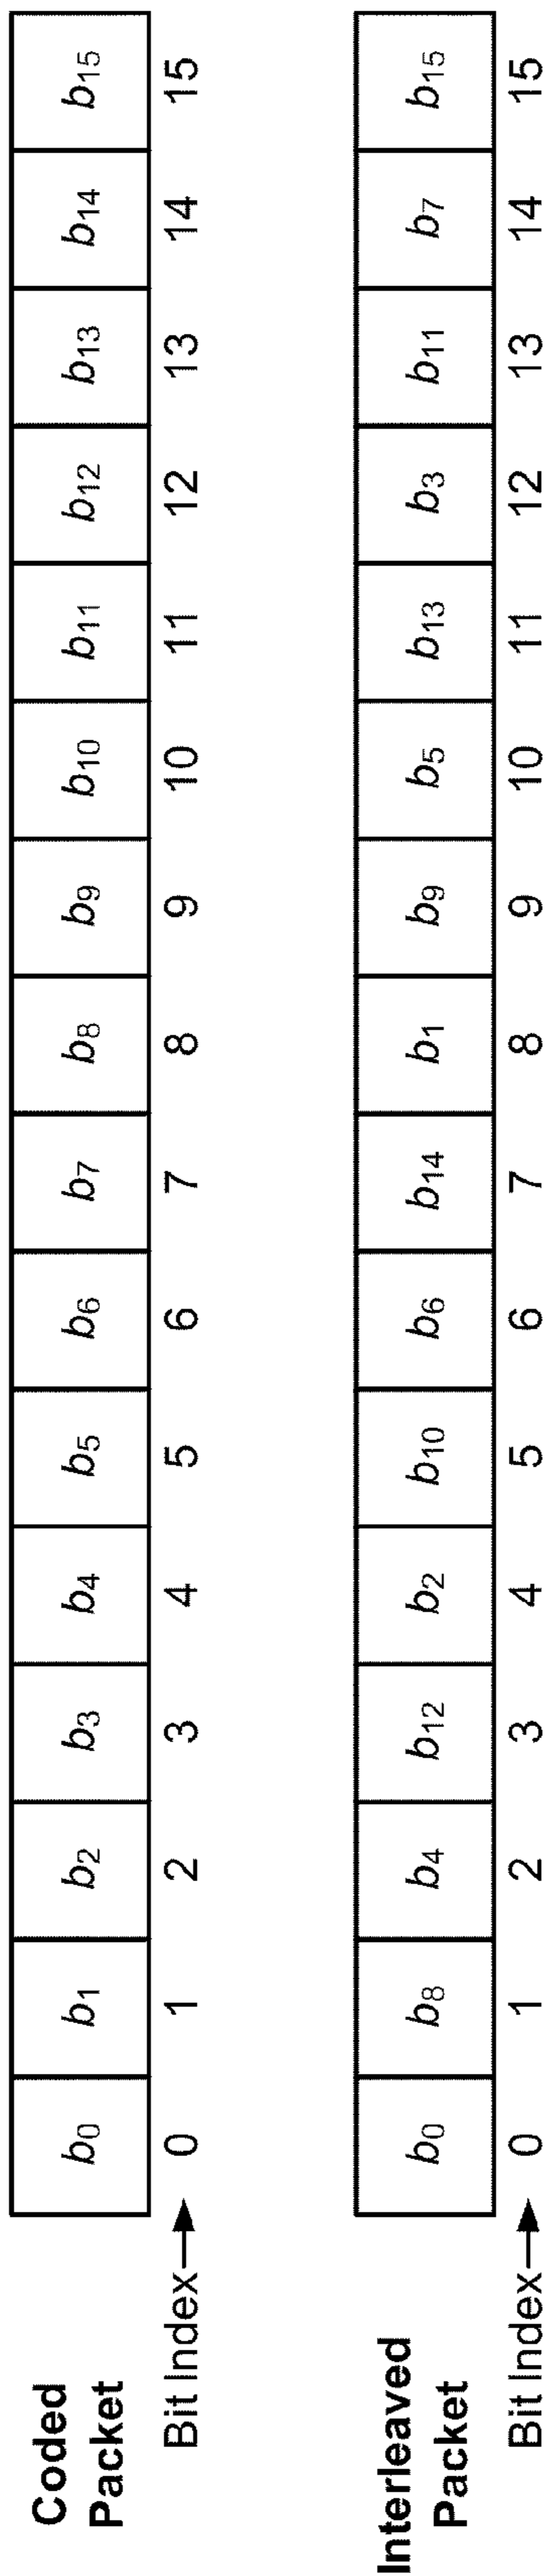 Coded
Packet
b0 b1 b2 b3 b4 b5 b6 b7 b8 b9 b10 b11 b12 b13 b14 b15
Bit Index 0 1 2 3 4 5 6 7 8 9 10 11 12 13 14 15
Interleaved
Packet
b0 b8 b4 b12 b2 b10 b6 b14 b1 b9 b5 b13 b3 b11 b7 b15
Bit Index 0 1 2 3 4 5 6 7 8 9 10 11 12 13 14 15